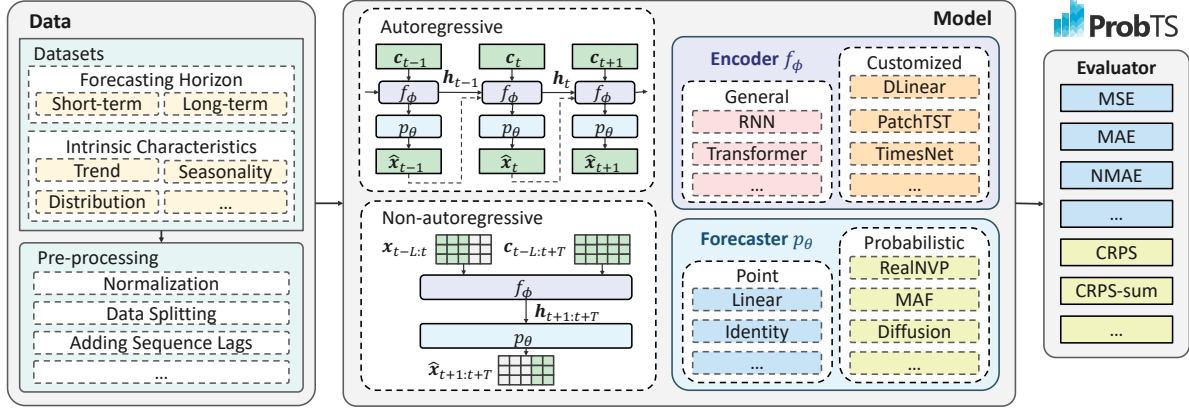 Data
Datasets
Forecasting Horizon
Short-term
Long-term
Intrinsic Characteristics
Trend
Seasonality
Distribution
...
Pre-processing
Normalization
Data Splitting
Adding Sequence Lags
...
Model
Autoregressive
c_{t-1}
c_t
c_{t+1}
h_{t-1}
h_t
f_ϕ
f_ϕ
f_ϕ
p_θ
p_θ
p_θ
x̂_{t-1}
x̂_t
x̂_{t+1}
Non-autoregressive
x_{t-L:t}
c_{t-L:t+T}
f_ϕ
h_{t+1:t+T}
p_θ
x̂_{t+1:t+T}
Encoder f_ϕ
General
RNN
Transformer
...
Customized
DLinear
PatchTST
TimesNet
...
Forecaster p_θ
Point
Linear
Identity
...
Probabilistic
RealNVP
MAF
Diffusion
...
ProbTS
Evaluator
MSE
MAE
NMAE
...
CRPS
CRPS-sum
...